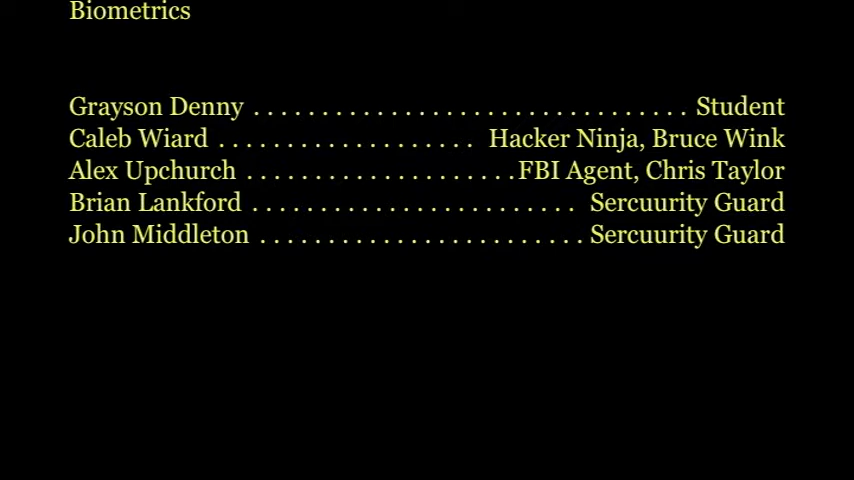 Biometrics
Grayson Denny . . . . . . . . . . . . . . . . . . . . . . . . . . . . . . . . Student
Caleb Wiard . . . . . . . . . . . . . . . . . . . Hacker Ninja, Bruce Wink
Alex Upchurch . . . . . . . . . . . . . . . . . . . . FBI Agent, Chris Taylor
Brian Lankford . . . . . . . . . . . . . . . . . . . . . . . . Sercuurity Guard
John Middleton . . . . . . . . . . . . . . . . . . . . . . . . Sercuurity Guard